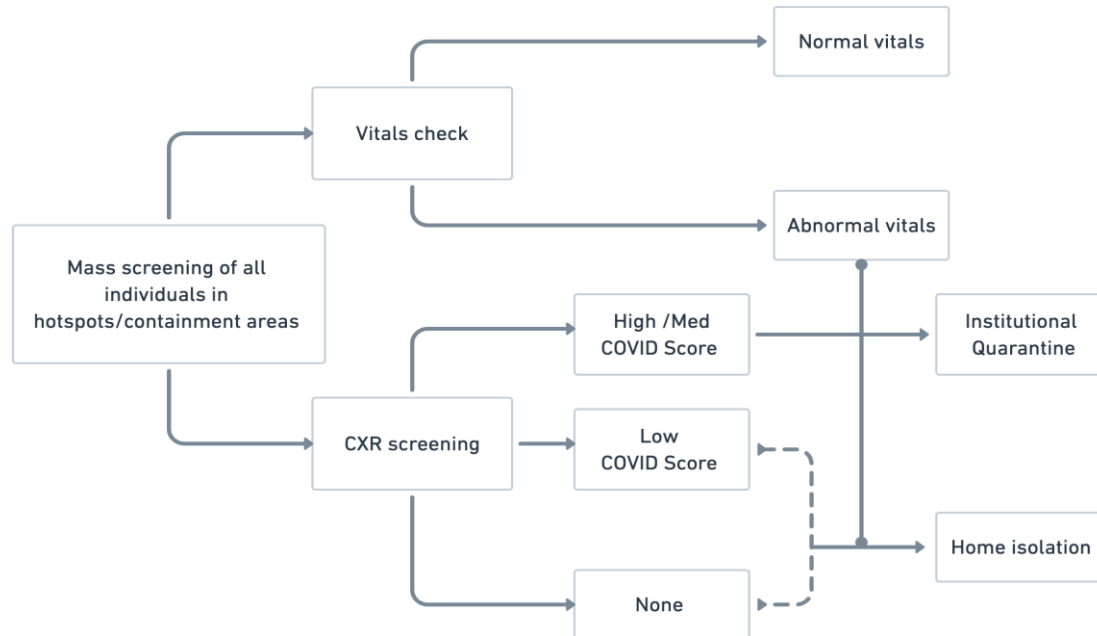 Normal vitals
Vitals check
Abnormal vitals
Mass screening of all
individuals in
hotspots/containment areas
High /Med
COVID Score
Institutional
Quarantine
CXR screening
Low
COVID Score
Home isolation
None